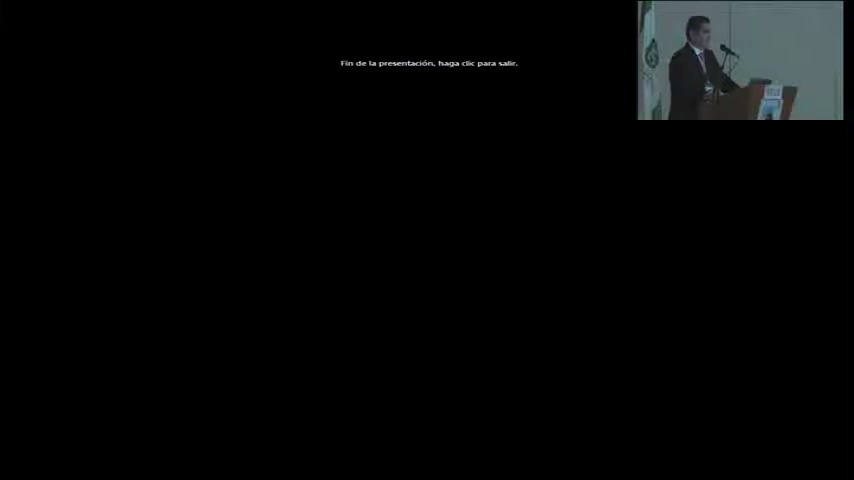 Fin de la presentación, haga clic para salir.